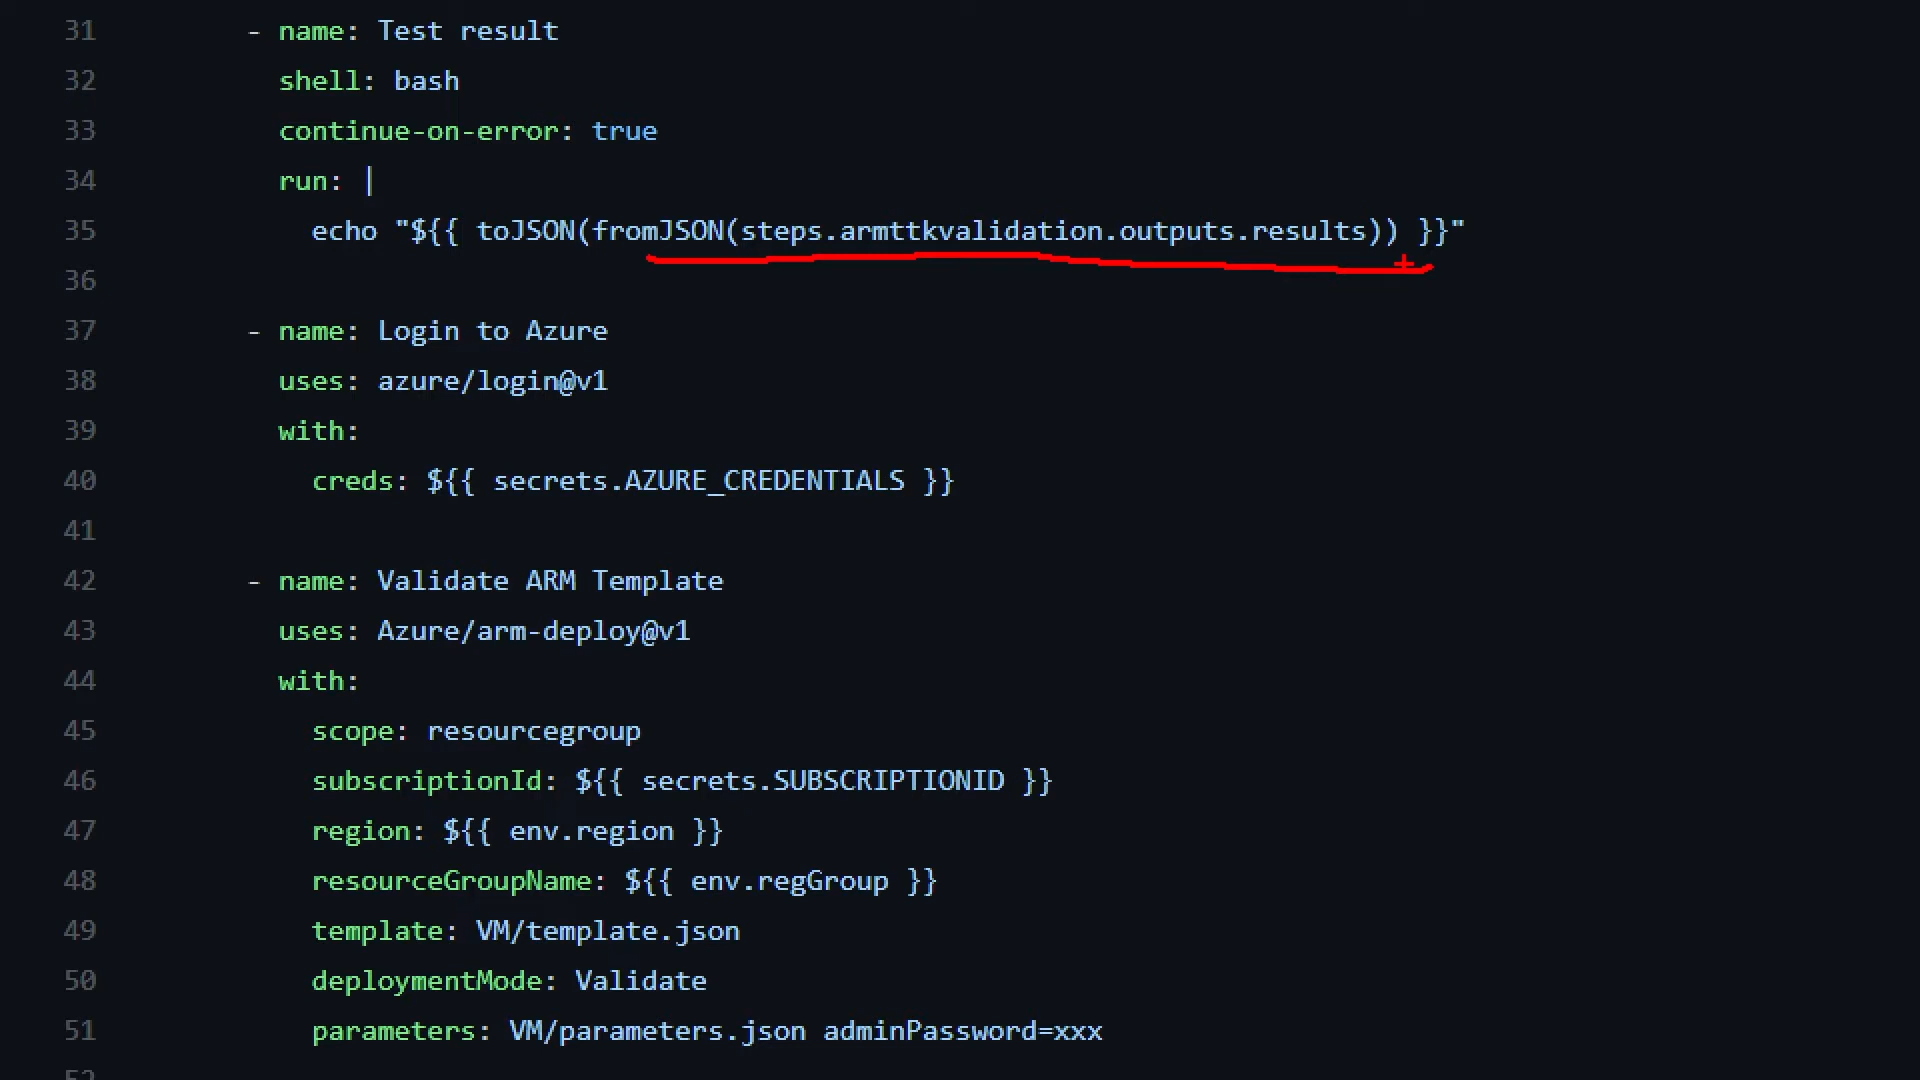 31 - name: Test result
32 shell: bash
33 continue-on-error: true
34 run: |
35 echo "${{ toJSON(fromJSON(steps.armttkvalidation.outputs.results)) }}"
36
37 - name: Login to Azure
38 uses: azure/login@v1
39 with:
40 creds: ${{ secrets.AZURE_CREDENTIALS }}
41
42 - name: Validate ARM Template
43 uses: Azure/arm-deploy@v1
44 with:
45 scope: resourcegroup
46 subscriptionId: ${{ secrets.SUBSCRIPTIONID }}
47 region: ${{ env.region }}
48 resourceGroupName: ${{ env.regGroup }}
49 template: VM/template.json
50 deploymentMode: Validate
51 parameters: VM/parameters.json adminPassword=xxx
52